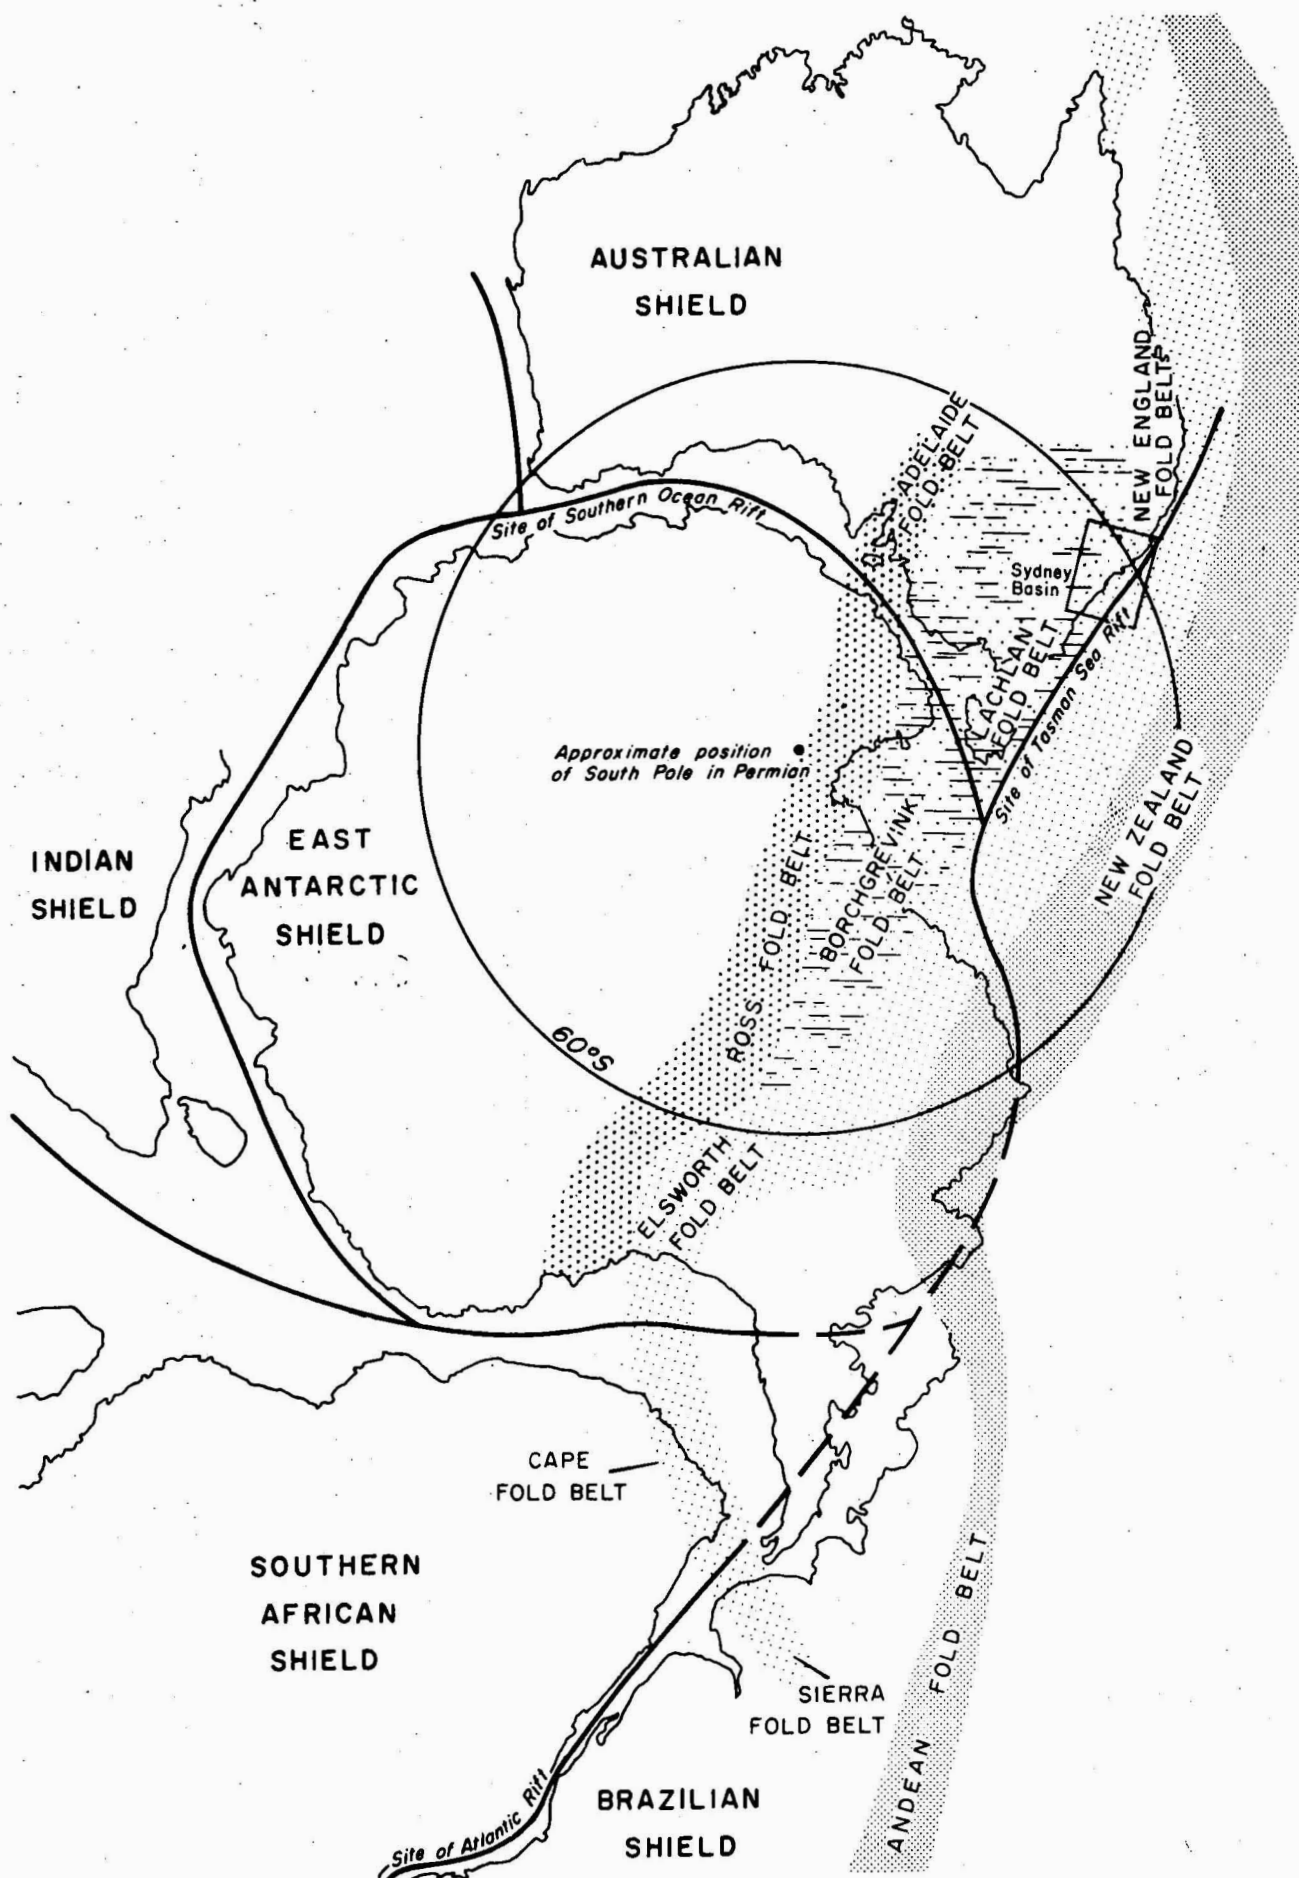 AUSTRALIAN
SHIELD
NEW ENGLAND
FOLD BELTS
ADELAIDE
FOLD BELT
Site of Southern Ocean Rift
Sydney
Basin
LACHLAN
FOLD BELT
Site of Tasman Sea Rift
Approximate position
of South Pole in Permian
NEW ZEALAND
FOLD BELT
EAST
ANTARCTIC
SHIELD
INDIAN
SHIELD
BORCHGREVINK
FOLD BELT
ROSS FOLD BELT
60°S
ELSWORTH
FOLD BELT
CAPE
FOLD BELT
SOUTHERN
AFRICAN
SHIELD
SIERRA
FOLD BELT
ANDEAN FOLD BELT
BRAZILIAN
SHIELD
Site of Atlantic Rift